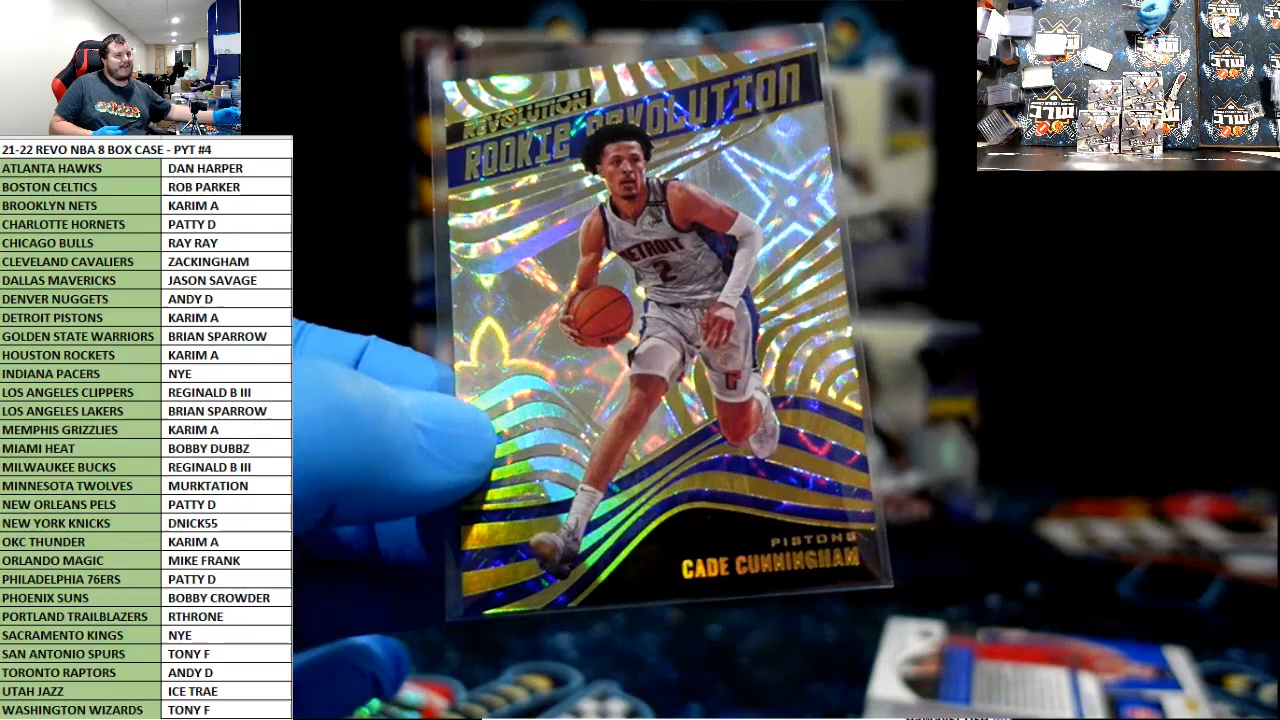 21-22 REVO NBA 8 BOX CASE - PYT #4
ATLANTA HAWKS DAN HARPER
BOSTON CELTICS ROB PARKER
BROOKLYN NETS KARIM A
CHARLOTTE HORNETS PATTY D
CHICAGO BULLS RAY RAY
CLEVELAND CAVALIERS ZACKINGHAM
DALLAS MAVERICKS JASON SAVAGE
DENVER NUGGETS ANDY D
DETROIT PISTONS KARIM A
GOLDEN STATE WARRIORS BRIAN SPARROW
HOUSTON ROCKETS KARIM A
INDIANA PACERS NYE
LOS ANGELES CLIPPERS REGINALD B III
LOS ANGELES LAKERS BRIAN SPARROW
MEMPHIS GRIZZLIES KARIM A
MIAMI HEAT BOBBY DUBBZ
MILWAUKEE BUCKS REGINALD B III
MINNESOTA TWOLVES MURKTATION
NEW ORLEANS PELS PATTY D
NEW YORK KNICKS DNICK55
OKC THUNDER KARIM A
ORLANDO MAGIC MIKE FRANK
PHILADELPHIA 76ERS PATTY D
PHOENIX SUNS BOBBY CROWDER
PORTLAND TRAILBLAZERS RTHRONE
SACRAMENTO KINGS NYE
SAN ANTONIO SPURS TONY F
TORONTO RAPTORS ANDY D
UTAH JAZZ ICE TRAE
WASHINGTON WIZARDS TONY F
REVOLUTION
ROOKIE REVOLUTION
DETROIT
2
PISTONS
CADE CUNNINGHAM